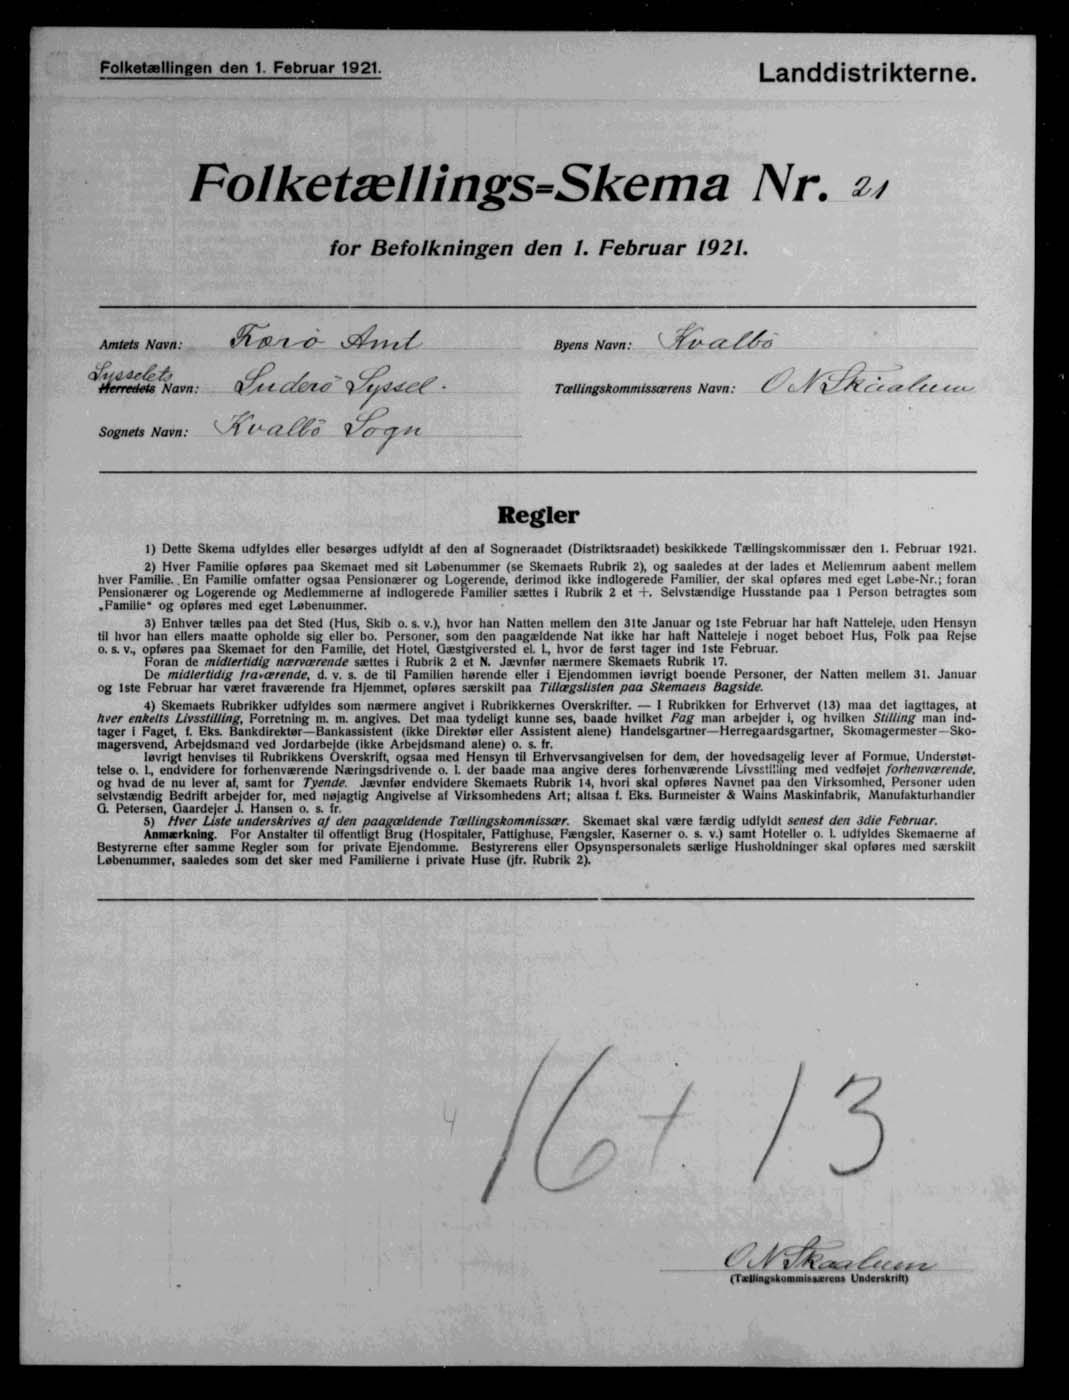 Folketællingen den 1. Februar 1921.
Landdistrikterne.
Folketællings=Skema Nr. 21
for Befolkningen den 1. Februar 1921.
Amtets Navn: Færø Amt
Byens Navn: Kvalbö
Sysselets
Herredets Navn: Suderö Syssel.
Tællingskommissærens Navn: O N Skaalum
Sognets Navn: Kvalbö Sogn
Regler
1) Dette Skema udfyldes eller besørges udfyldt af den af Sogneraadet (Distriktsraadet) beskikkede Tællingskommissær den 1. Februar 1921.
2) Hver Familie opføres paa Skemaet med sit Løbenummer (se Skemaets Rubrik 2), og saaledes at der lades et Mellemrum aabent mellem
hver Familie. En Familie omfatter ogsaa Pensionærer og Logerende, derimod ikke indlogerede Familier, der skal opføres med eget Løbe-Nr.; foran
Pensionærer og Logerende og Medlemmerne af indlogerede Familier sættes i Rubrik 2 et +. Selvstændige Husstande paa 1 Person betragtes som
„Familie“ og opføres med eget Løbenummer.
3) Enhver tælles paa det Sted (Hus, Skib o. s. v.), hvor han Natten mellem den 31te Januar og 1ste Februar har haft Natteleje, uden Hensyn
til hvor han ellers maatte opholde sig eller bo. Personer, som den paagældende Nat ikke har haft Natteleje i noget beboet Hus, Folk paa Rejse
o. s. v., opføres paa Skemaet for den Familie, det Hotel, Gæstgiversted el. l., hvor de først tager ind 1ste Februar.
Foran de midlertidig nærværende sættes i Rubrik 2 et N. Jævnfør nærmere Skemaets Rubrik 17.
De midlertidig fraværende, d. v. s. de til Familien hørende eller i Ejendommen iøvrigt boende Personer, der Natten mellem 31. Januar
og 1ste Februar har været fraværende fra Hjemmet, opføres særskilt paa Tillægslisten paa Skemaets Bagside.
4) Skemaets Rubrikker udfyldes som nærmere angivet i Rubrikkernes Overskrifter. — I Rubrikken for Erhvervet (13) maa det iagttages, at
hver enkelts Livsstilling, Forretning m. m. angives. Det maa tydeligt kunne ses, baade hvilket Fag man arbejder i, og hvilken Stilling man ind-
tager i Faget, f. Eks. Bankdirektør—Bankassistent (ikke Direktør eller Assistent alene) Handelsgartner—Herregaardsgartner, Skomagermester—Sko-
magersvend, Arbejdsmand ved Jordarbejde (ikke Arbejdsmand alene) o. s. fr.
Iøvrigt henvises til Rubrikkens Overskrift, ogsaa med Hensyn til Erhvervsangivelsen for dem, der hovedsagelig lever af Formue, Understøt-
telse o. l., endvidere for forhenværende Næringsdrivende o. l. der baade maa angive deres forhenværende Livsstilling med vedføjet forhenværende,
og hvad de nu lever af, samt for Tyende. Jævnfør endvidere Skemaets Rubrik 14, hvori skal opføres Navnet paa den Virksomhed, Personer uden
selvstændig Bedrift arbejder for, med nøjagtig Angivelse af Virksomhedens Art; altsaa f. Eks. Burmeister & Wains Maskinfabrik, Manufakturhandler
G. Petersen, Gaardejer J. Hansen o. s. fr.
5) Hver Liste underskrives af den paagældende Tællingskommissær. Skemaet skal være færdig udfyldt senest den 3die Februar.
Anmærkning. For Anstalter til offentligt Brug (Hospitaler, Fattighuse, Fængsler, Kaserner o. s. v.) samt Hoteller o. l. udfyldes Skemaerne af
Bestyrerne efter samme Regler som for private Ejendomme. Bestyrerens eller Opsynspersonalets særlige Husholdninger skal opføres med særskilt
Løbenummer, saaledes som det sker med Familierne i private Huse (jfr. Rubrik 2).
4 16 + 13
O N Skaalum
(Tællingskommissærens Underskrift)